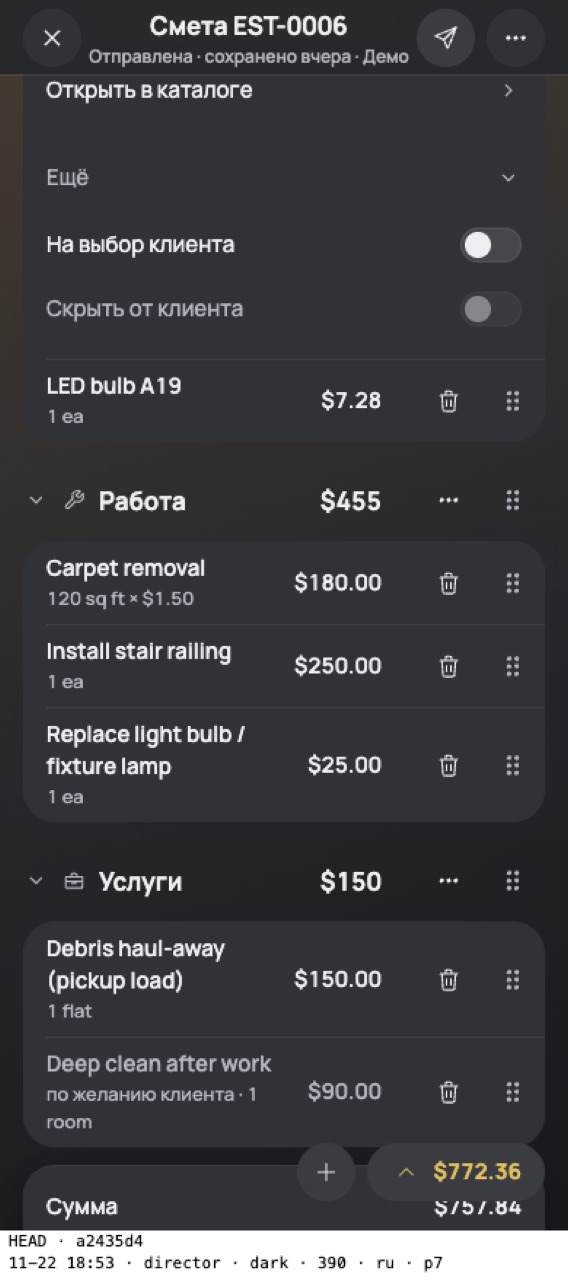 Смета EST-0006
Отправлена · сохранено вчера · Демо
Открыть в каталоге
Ещё
На выбор клиента
Скрыть от клиента
LED bulb A19
$7.28
1 ea
Работа
$455
Carpet removal
$180.00
120 sq ft × $1.50
Install stair railing
$250.00
1 ea
Replace light bulb /
fixture lamp
$25.00
1 ea
Услуги
$150
Debris haul-away
(pickup load)
$150.00
1 flat
Deep clean after work
$90.00
по желанию клиента · 1
room
$772.36
Сумма
$757.84
HEAD · a2435d4
11-22 18:53 · director · dark · 390 · ru · p7